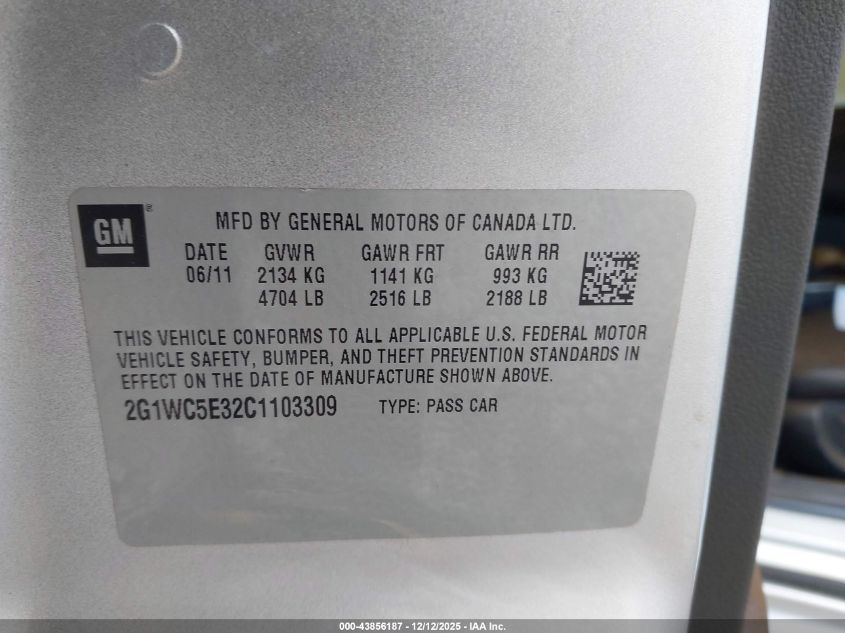 GM®
MFD BY GENERAL MOTORS OF CANADA LTD.
DATE GVWR GAWR FRT GAWR RR
06/11 2134 KG 1141 KG 993 KG
4704 LB 2516 LB 2188 LB
THIS VEHICLE CONFORMS TO ALL APPLICABLE U.S. FEDERAL MOTOR
VEHICLE SAFETY, BUMPER, AND THEFT PREVENTION STANDARDS IN
EFFECT ON THE DATE OF MANUFACTURE SHOWN ABOVE.
2G1WC5E32C1103309 TYPE: PASS CAR
000-43856187 - 12/12/2025 - IAA Inc.